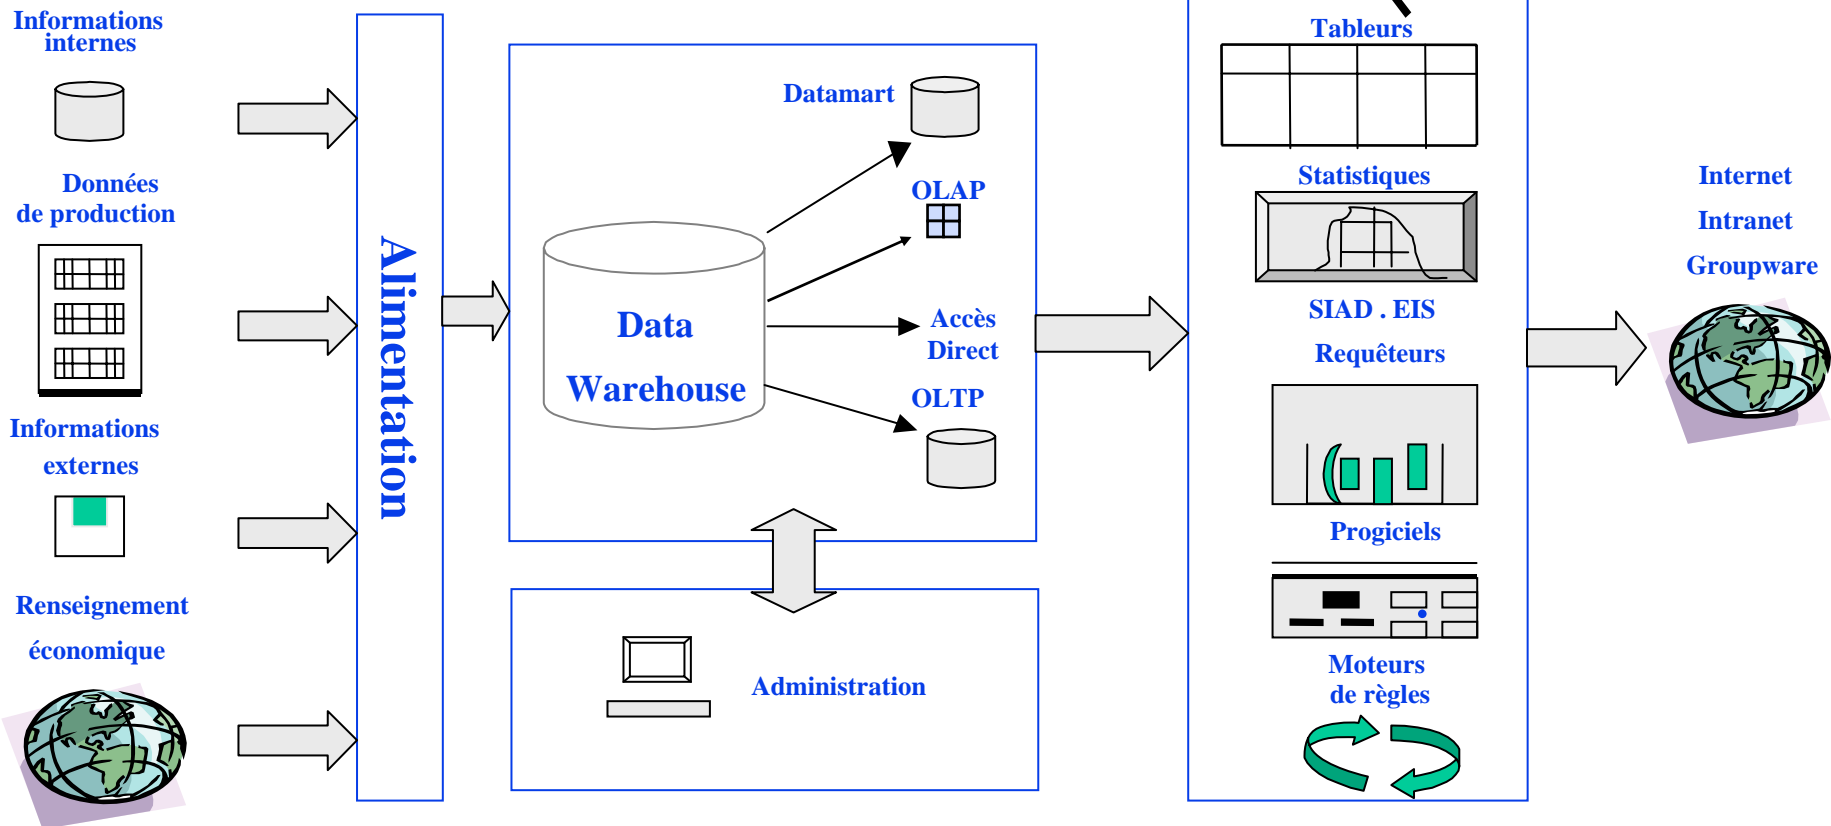 Informations
internes
Données
de production
Informations
externes
Renseignement
économique
Alimentation
Datamart
OLAP
Data
Warehouse
Accès
Direct
OLTP
Administration
Tableurs
Statistiques
SIAD . EIS
Requêteurs
Progiciels
Moteurs
de règles
Internet
Intranet
Groupware